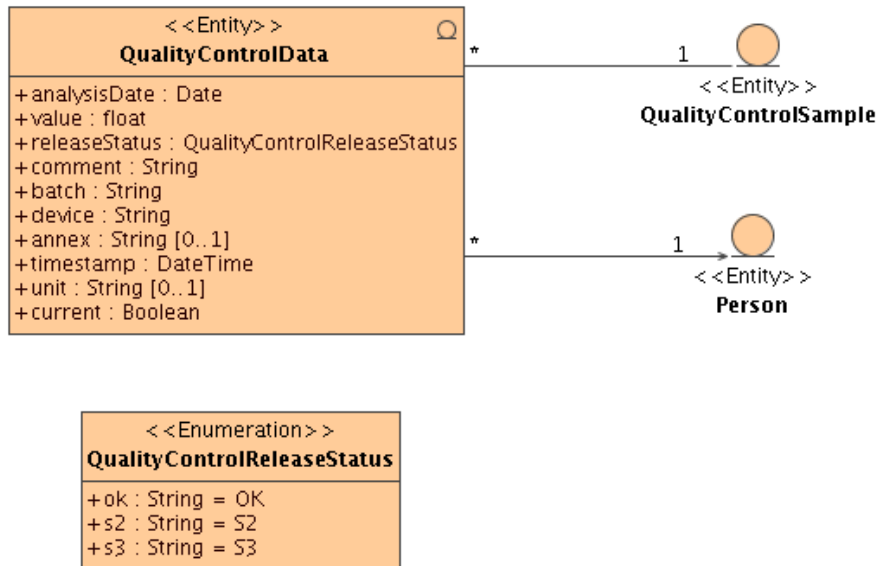 < <Entity> >
QualityControlData
+analysisDate : Date
+value : float
+releaseStatus : QualityControlReleaseStatus
+comment : String
+batch : String
+device : String
+annex : String [0..1]
+timestamp : DateTime
+unit : String [0..1]
+current : Boolean
* 1
< <Entity> >
QualityControlSample
* 1
< <Entity> >
Person
< <Enumeration> >
QualityControlReleaseStatus
+ok : String = OK
+s2 : String = S2
+s3 : String = S3